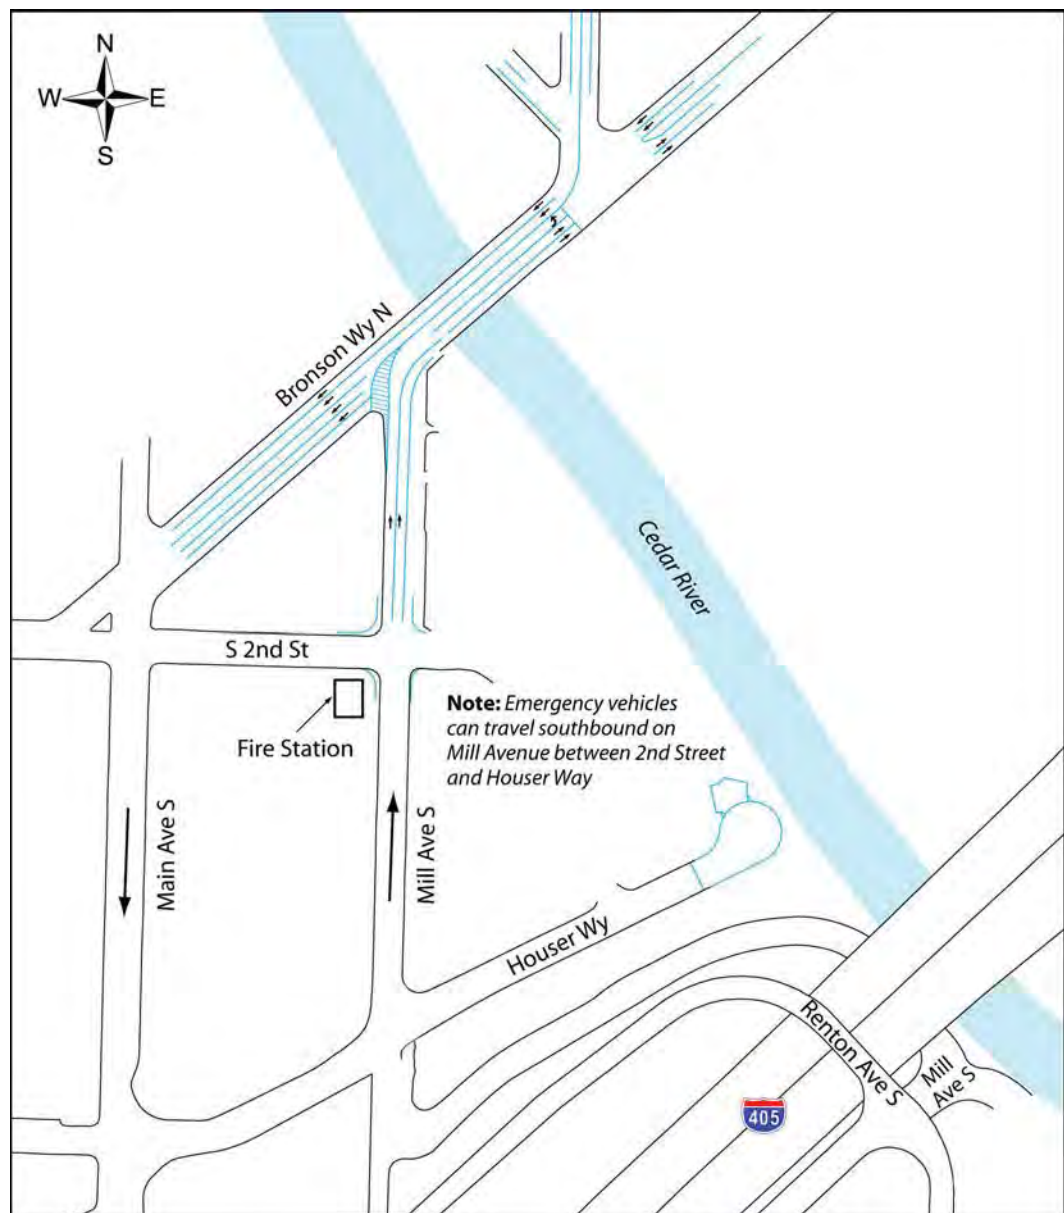 N
W E
S
Bronson Wy N
Cedar River
S 2nd St
Fire Station
Note: Emergency vehicles
can travel southbound on
Mill Avenue between 2nd Street
and Houser Way
Main Ave S
Mill Ave S
Houser Wy
Renton Ave S
Mill
Ave S
405